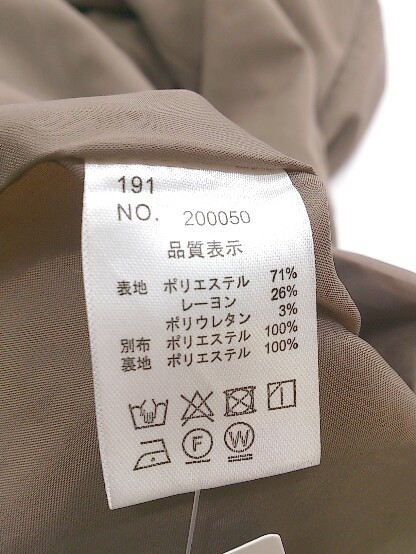 191
NO. 200050
品質表示
表地 ポリエステル 71%
レーヨン 26%
ポリウレタン 3%
別布 ポリエステル 100%
裏地 ポリエステル 100%
F W